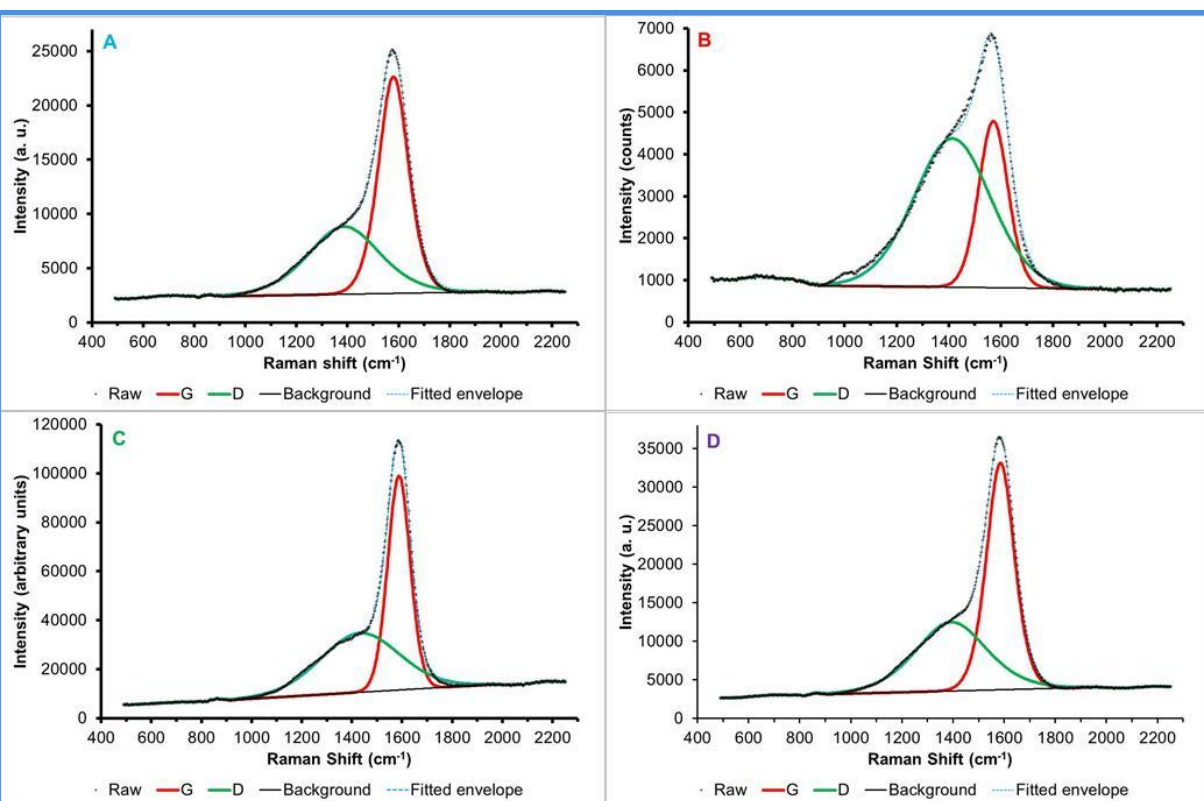 A
Intensity (a. u.)
25000
20000
15000
10000
5000
0
400 600 800 1000 1200 1400 1600 1800 2000 2200
Raman shift (cm-1)
Raw G D Background Fitted envelope
B
Intensity (counts)
7000
6000
5000
4000
3000
2000
1000
0
400 600 800 1000 1200 1400 1600 1800 2000 2200
Raman Shift (cm-1)
Raw G D Background Fitted envelope
C
Intensity (arbitrary units)
120000
100000
80000
60000
40000
20000
0
400 600 800 1000 1200 1400 1600 1800 2000 2200
Raman Shift (cm-1)
Raw G D Background Fitted envelope
D
Intensity (a. u.)
35000
30000
25000
20000
15000
10000
5000
0
400 600 800 1000 1200 1400 1600 1800 2000 2200
Raman Shift (cm-1)
Raw G D Background Fitted envelope